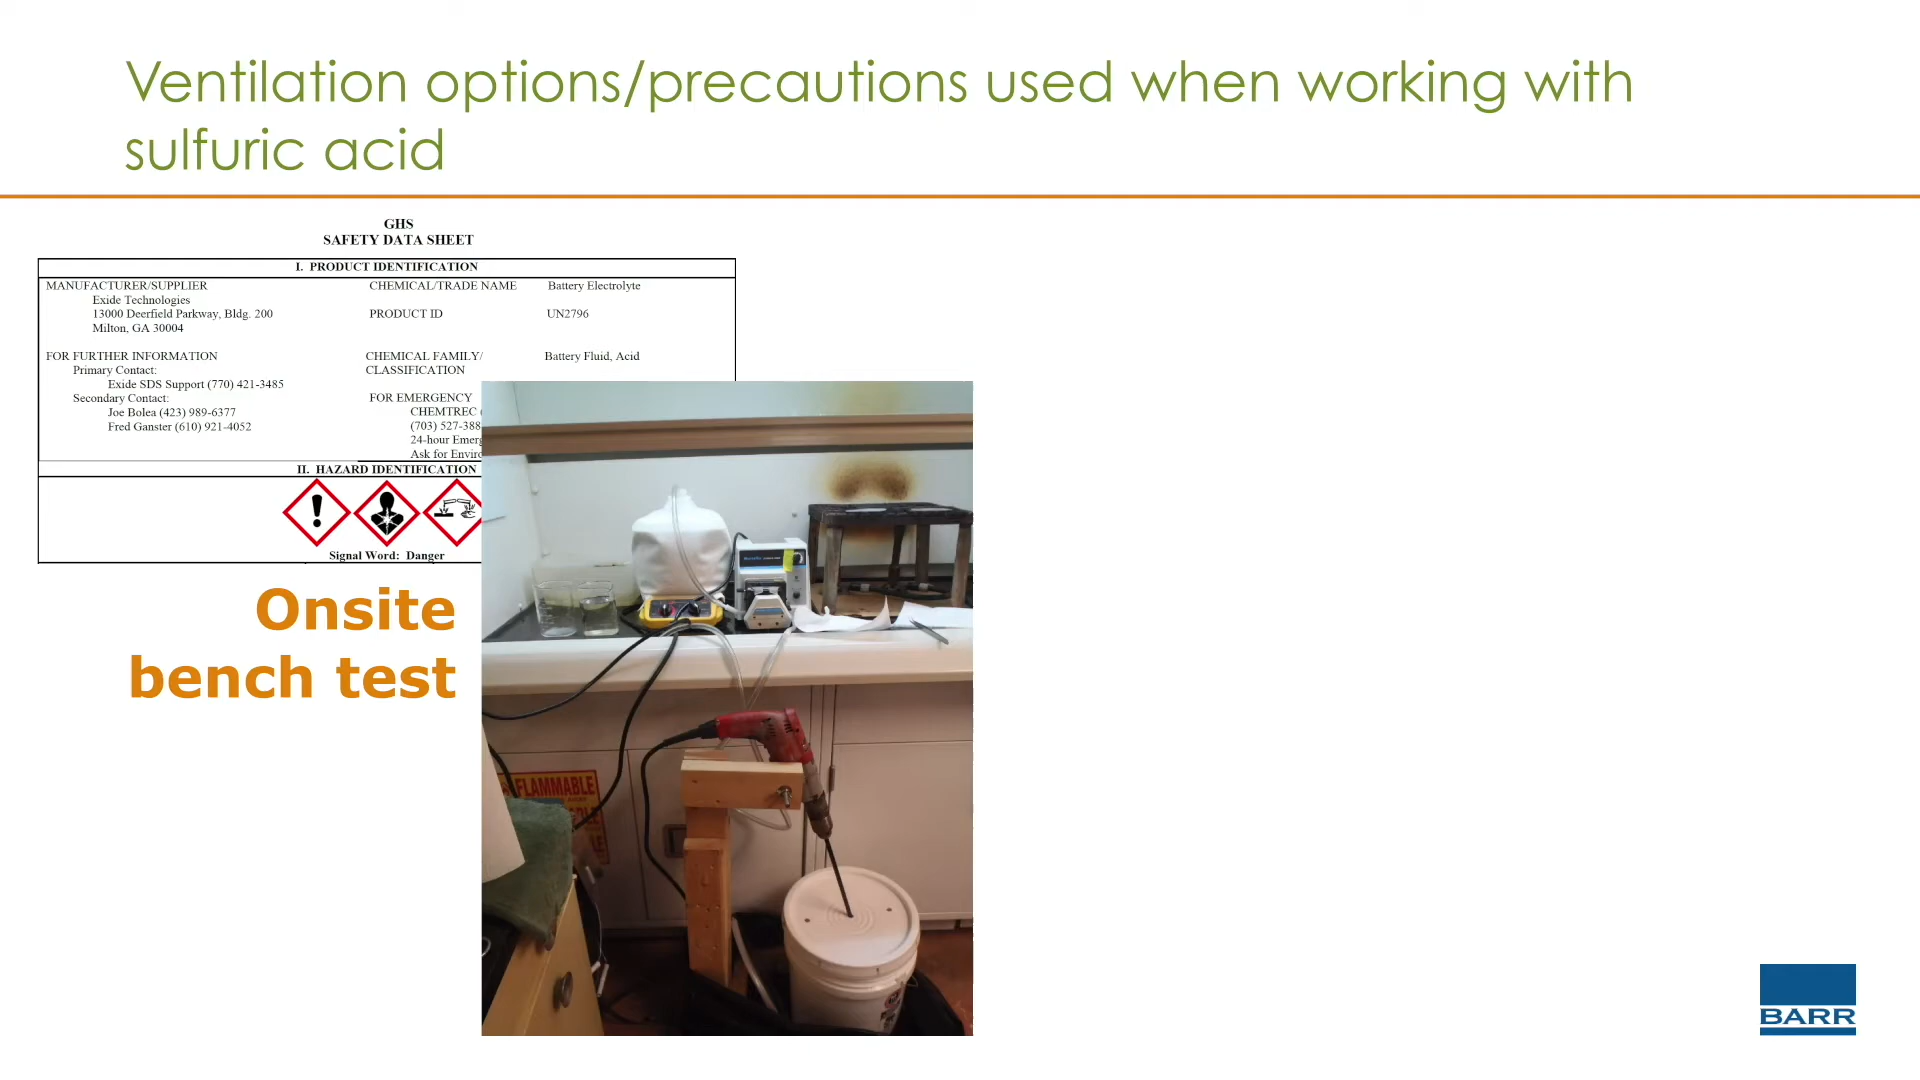 Ventilation options/precautions used when working with
sulfuric acid
GHS
SAFETY DATA SHEET
I. PRODUCT IDENTIFICATION
MANUFACTURER/SUPPLIER CHEMICAL/TRADE NAME Battery Electrolyte
Exide Technologies
13000 Deerfield Parkway, Bldg. 200 PRODUCT ID UN2796
Milton, GA 30004
FOR FURTHER INFORMATION CHEMICAL FAMILY/ Battery Fluid, Acid
Primary Contact: CLASSIFICATION
Exide SDS Support (770) 421-3485
Secondary Contact: FOR EMERGENCY
Joe Bolea (423) 989-6377 CHEMTREC (
Fred Ganster (610) 921-4052 (703) 527-388
24-hour Emerg
Ask for Enviro
II. HAZARD IDENTIFICATION
Signal Word: Danger
Onsite
bench test
FLAMMABLE
BARR